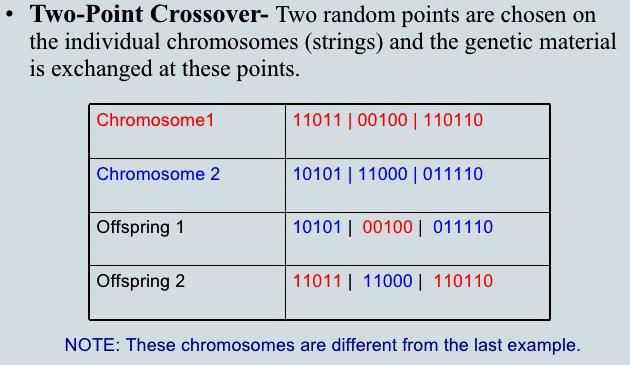 • Two-Point Crossover- Two random points are chosen on
the individual chromosomes (strings) and the genetic material
is exchanged at these points.
Chromosome1 11011 | 00100 | 110110
Chromosome 2 10101 | 11000 | 011110
Offspring 1 10101 | 00100 | 011110
Offspring 2 11011 | 11000 | 110110
NOTE: These chromosomes are different from the last example.